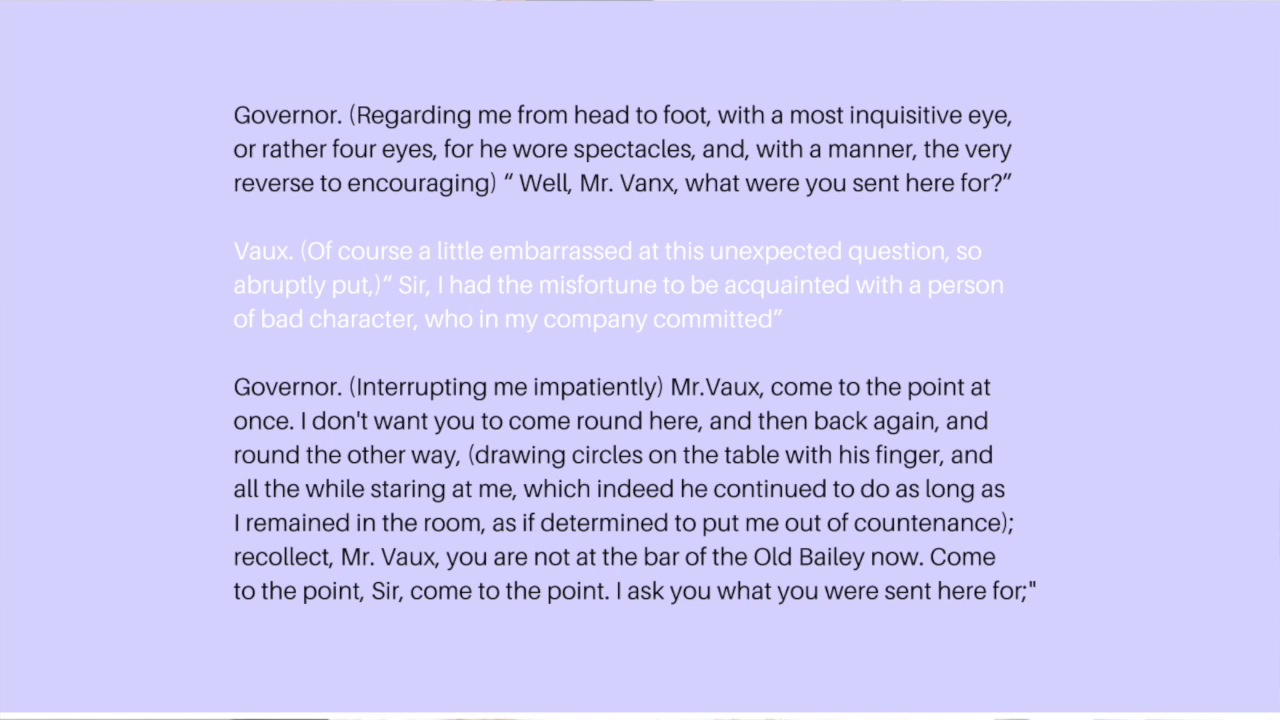 Governor. (Regarding me from head to foot, with a most inquisitive eye,
or rather four eyes, for he wore spectacles, and, with a manner, the very
reverse to encouraging) “ Well, Mr. Vanx, what were you sent here for?”
Vaux. (Of course a little embarrassed at this unexpected question, so
abruptly put,)“ Sir, I had the misfortune to be acquainted with a person
of bad character, who in my company committed”
Governor. (Interrupting me impatiently) Mr.Vaux, come to the point at
once. I don't want you to come round here, and then back again, and
round the other way, (drawing circles on the table with his finger, and
all the while staring at me, which indeed he continued to do as long as
I remained in the room, as if determined to put me out of countenance);
recollect, Mr. Vaux, you are not at the bar of the Old Bailey now. Come
to the point, Sir, come to the point. I ask you what you were sent here for;"